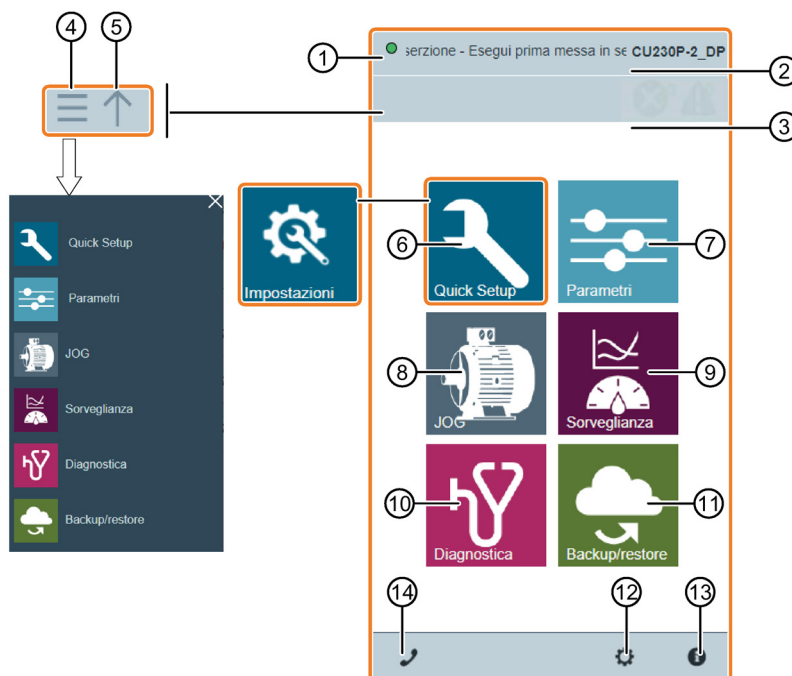 4
5
1
serzione - Esegui prima messa in se CU230P-2_DP
2
3
Quick Setup
Parametri
JOG
Sorveglianza
Diagnostica
Backup/restore
Impostazioni
6
Quick Setup
7
Parametri
8
JOG
9
Sorveglianza
10
Diagnostica
11
Backup/restore
14
12
13